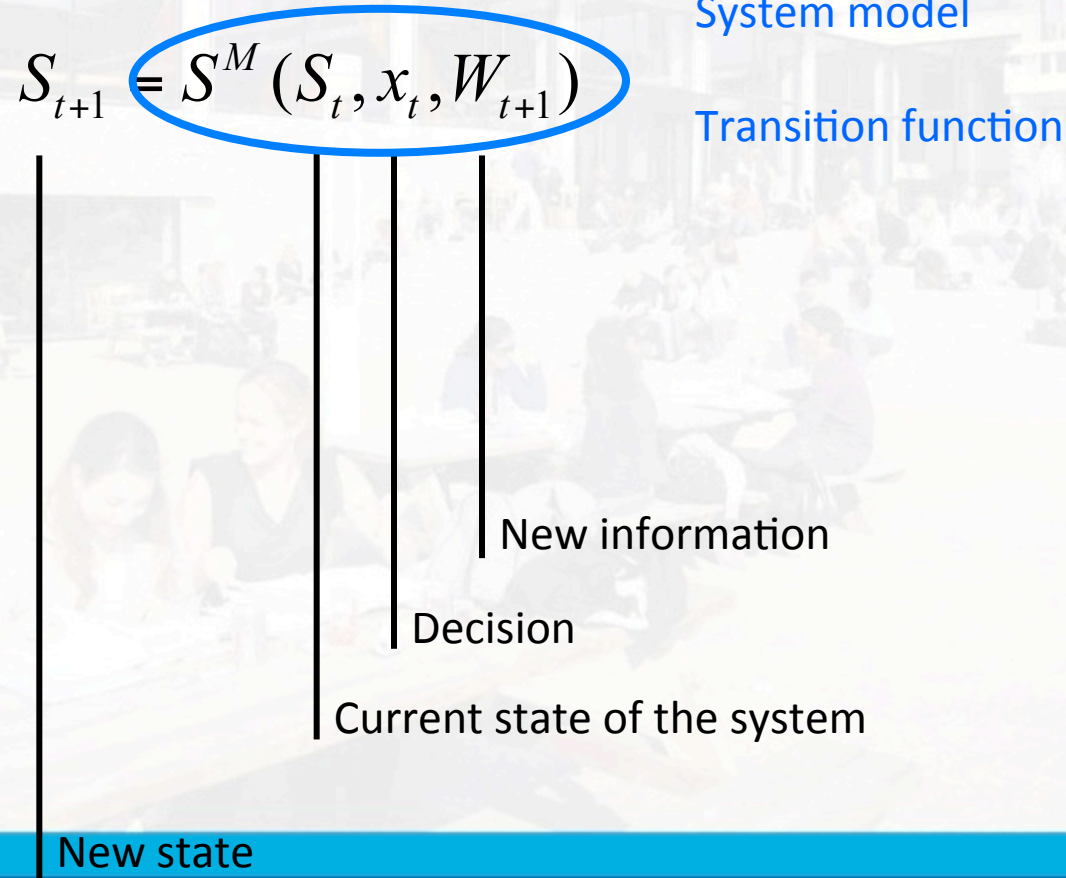 System model
S_{t+1} = S^M (S_t, x_t, W_{t+1})
Transition function
New information
Decision
Current state of the system
New state